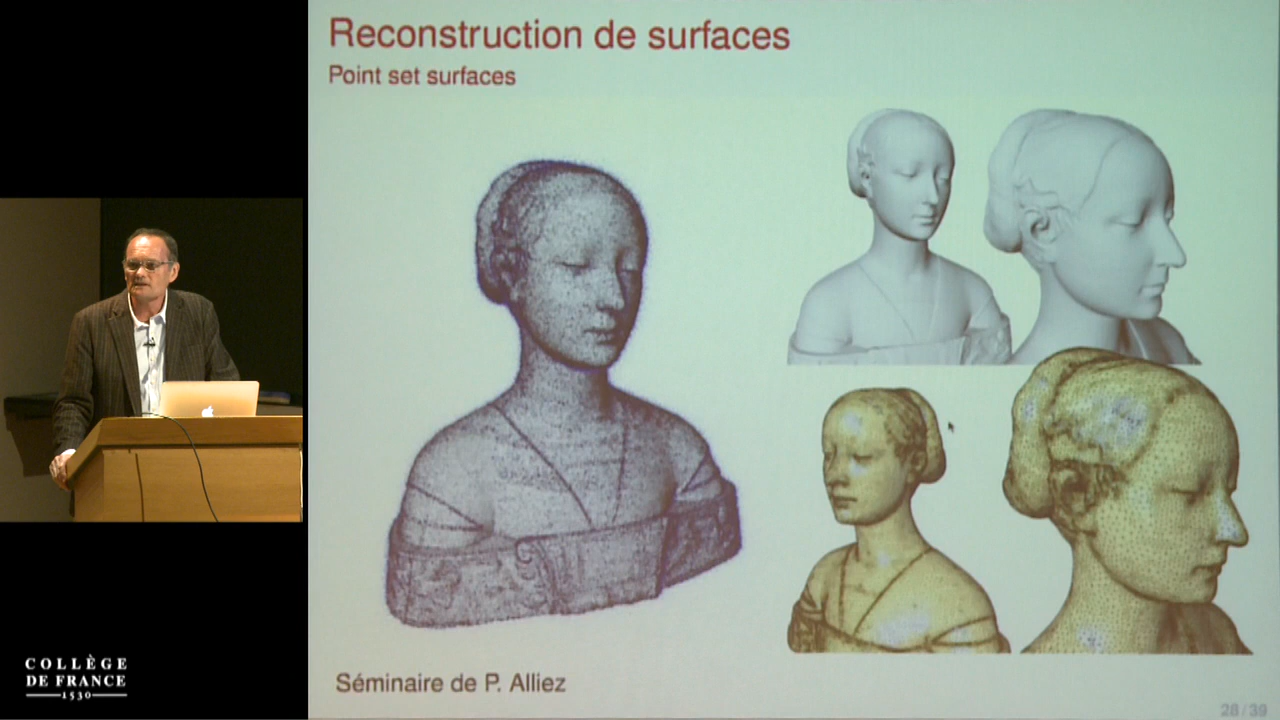 Reconstruction de surfaces
Point set surfaces
Séminaire de P. Alliez
28 / 39
COLLÈGE
DE FRANCE
1530